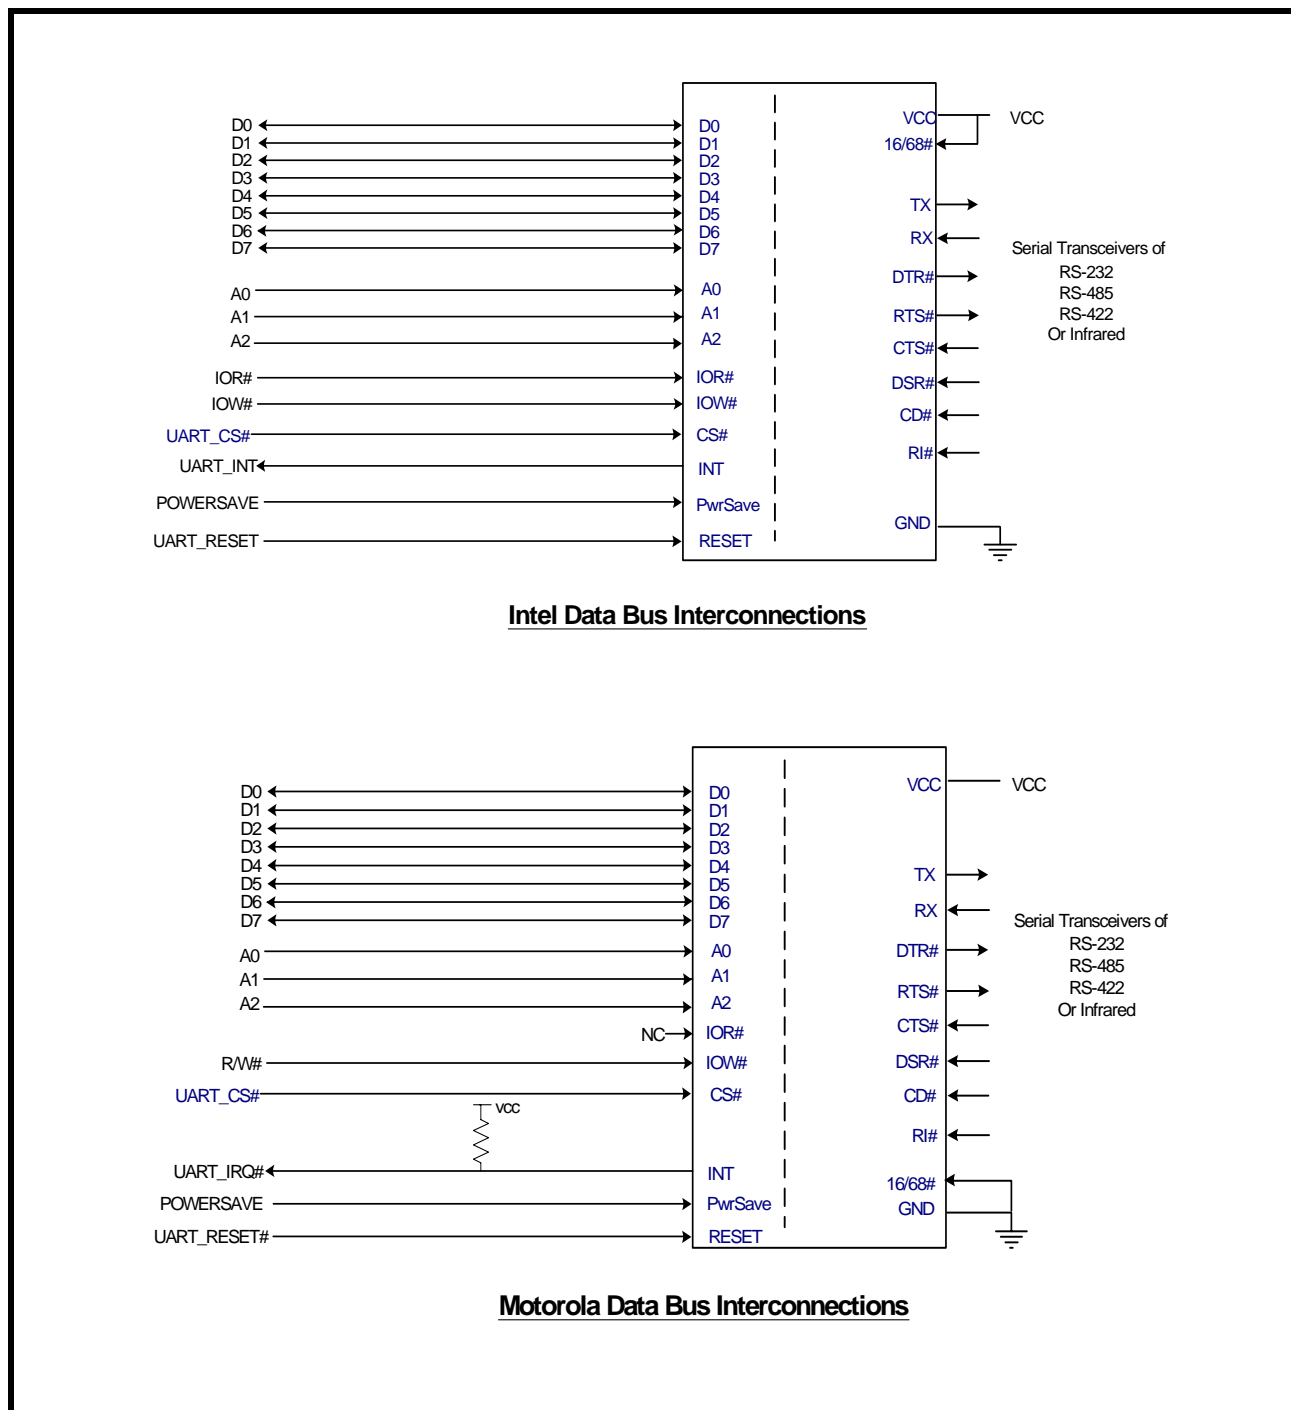 D0 D0
D1 D1
D2 D2
D3 D3
D4 D4
D5 D5
D6 D6
D7 D7
A0 A0
A1 A1
A2 A2
IOR# IOR#
IOW# IOW#
UART_CS# CS#
UART_INT INT
POWERSAVE PwrSave
UART_RESET RESET
VCC VCC
16/68#
TX
RX
DTR#
RTS#
CTS#
DSR#
CD#
RI#
GND
Serial Transceivers of
RS-232
RS-485
RS-422
Or Infrared
Intel Data Bus Interconnections
D0 D0
D1 D1
D2 D2
D3 D3
D4 D4
D5 D5
D6 D6
D7 D7
A0 A0
A1 A1
A2 A2
NC IOR#
R/W# IOW#
UART_CS# CS#
VCC
UART_IRQ# INT
POWERSAVE PwrSave
UART_RESET# RESET
VCC VCC
TX
RX
DTR#
RTS#
CTS#
DSR#
CD#
RI#
16/68#
GND
Serial Transceivers of
RS-232
RS-485
RS-422
Or Infrared
Motorola Data Bus Interconnections